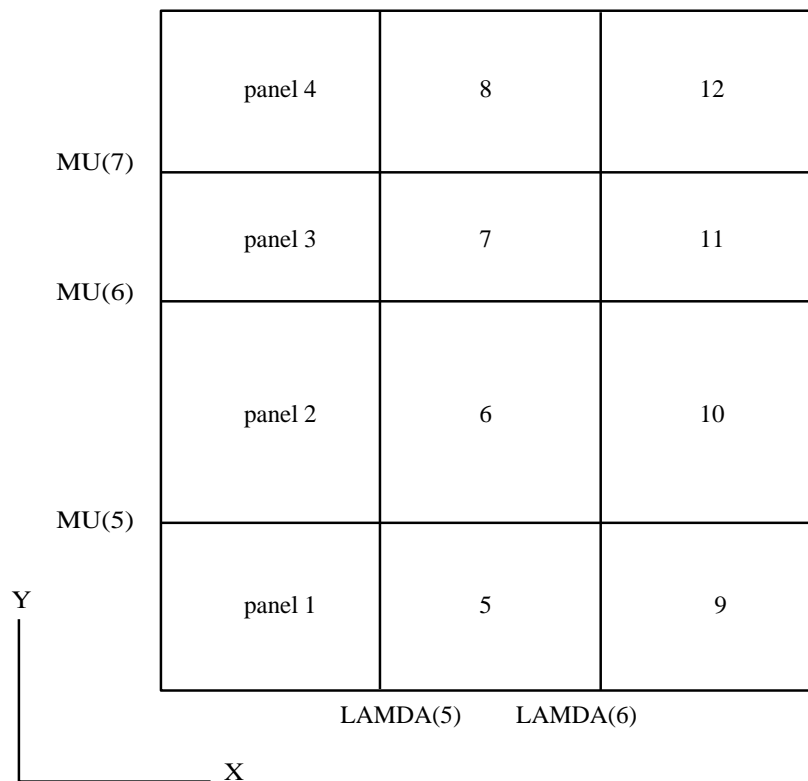 panel 4 8 12
MU(7)
panel 3 7 11
MU(6)
panel 2 6 10
MU(5)
Y
panel 1 5 9
LAMDA(5) LAMDA(6)
X